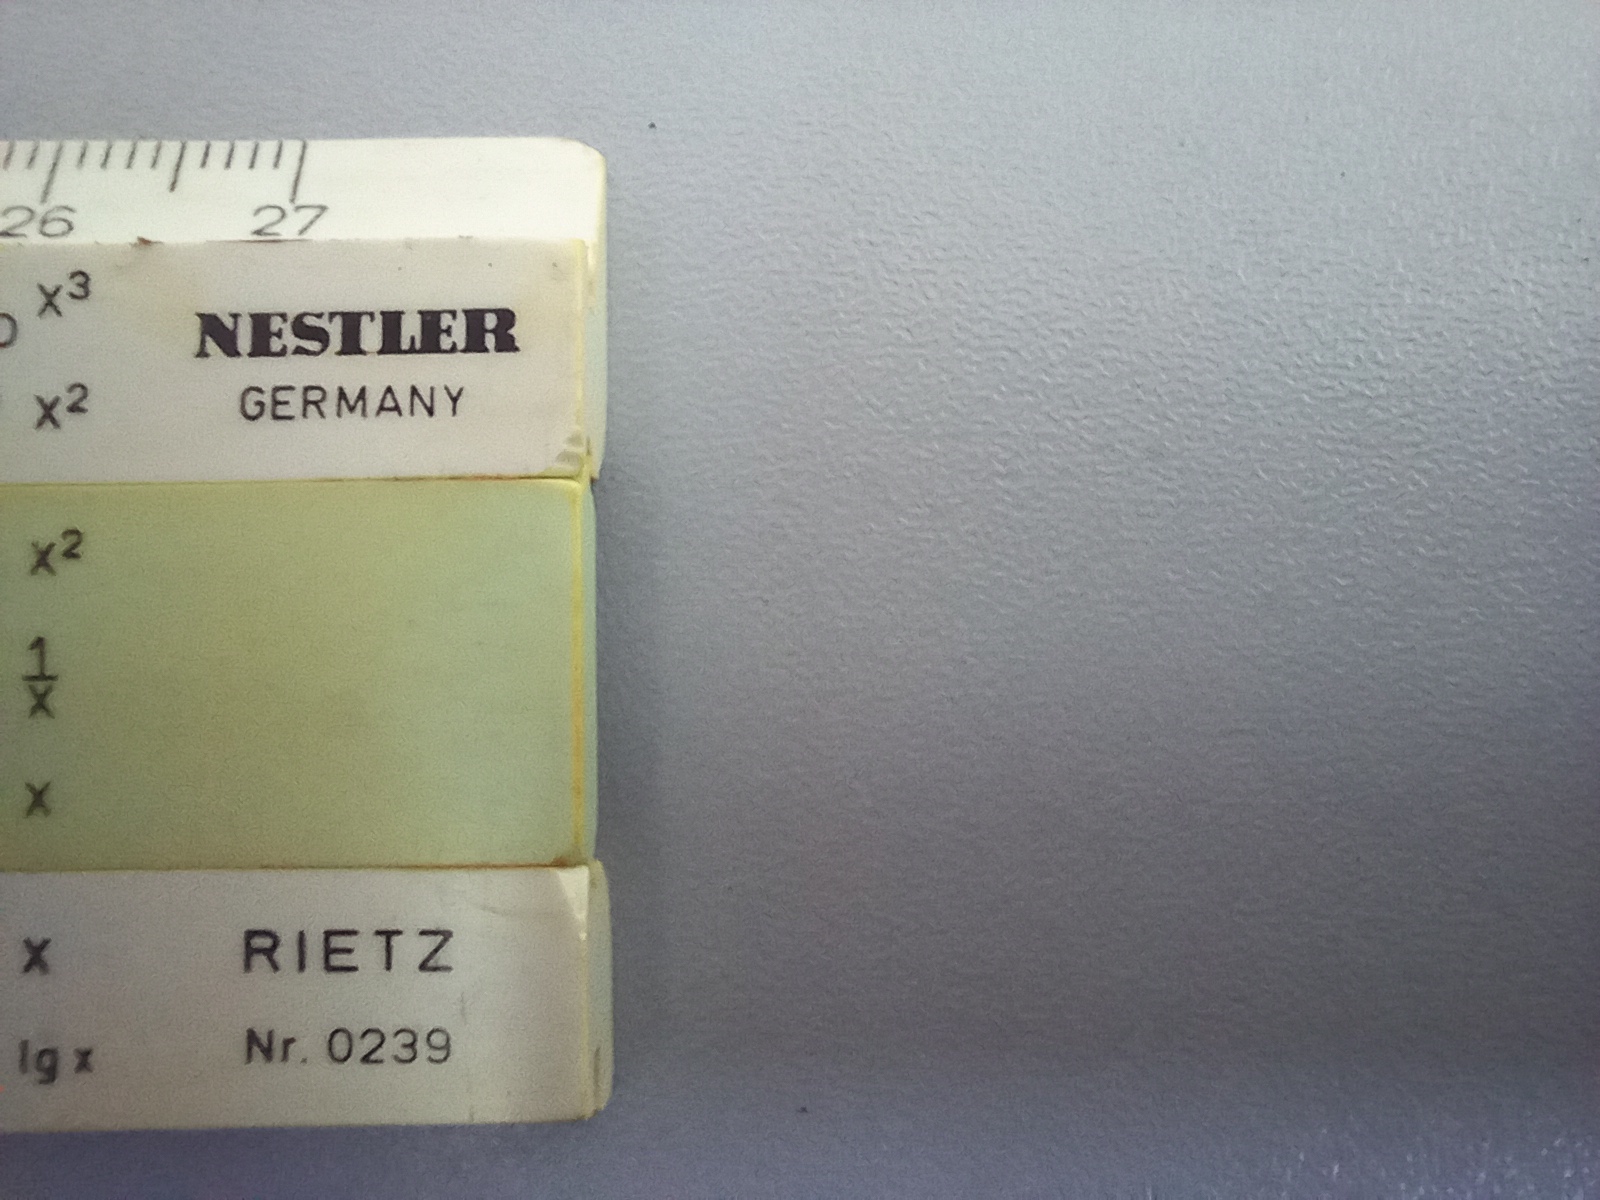 26 27
x³
NESTLER
x²
GERMANY
x²
1
x
x
x RIETZ
lg x Nr. 0239